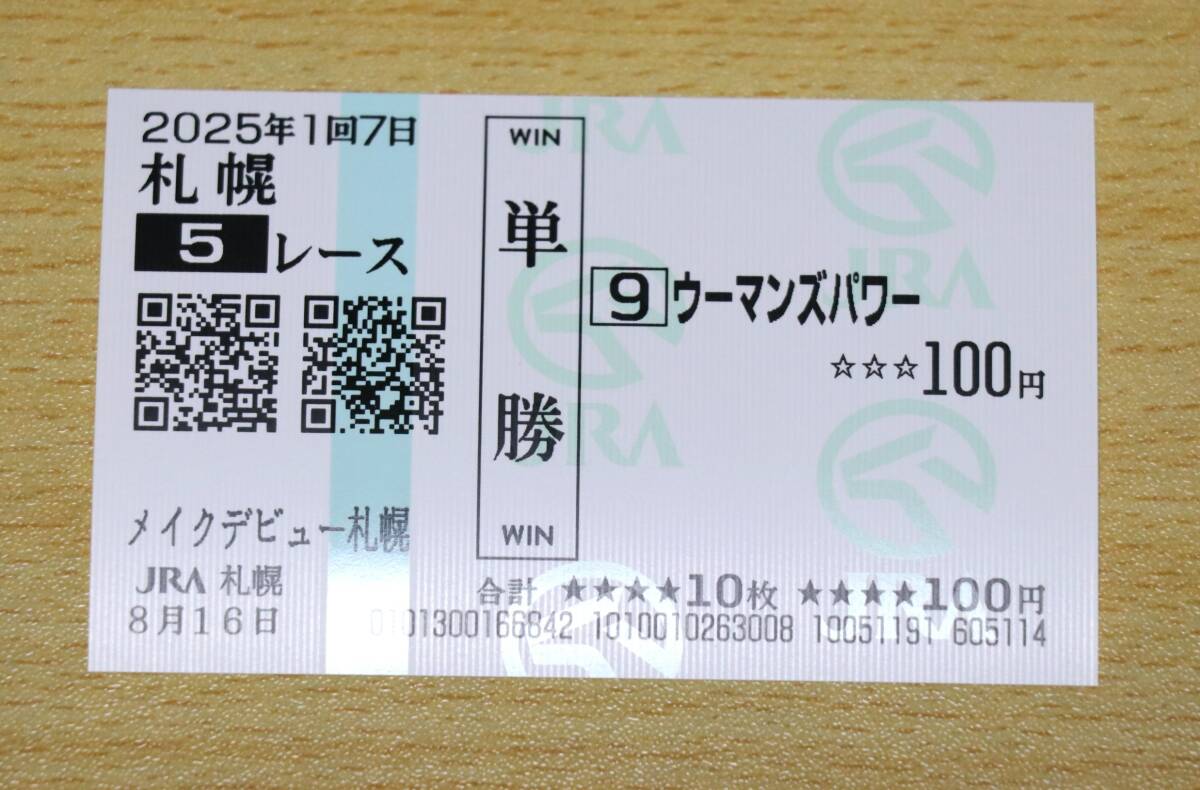 2025年1回7日
札幌
5レース
WIN
単勝
WIN
9 ウーマンズパワー
☆☆☆100円
メイクデビュー札幌
JRA 札幌
8月16日
合計 ★★★★10枚 ★★★★100円
0101300166842 1010010263008 10051191 605114
JRA
JRA
JRA